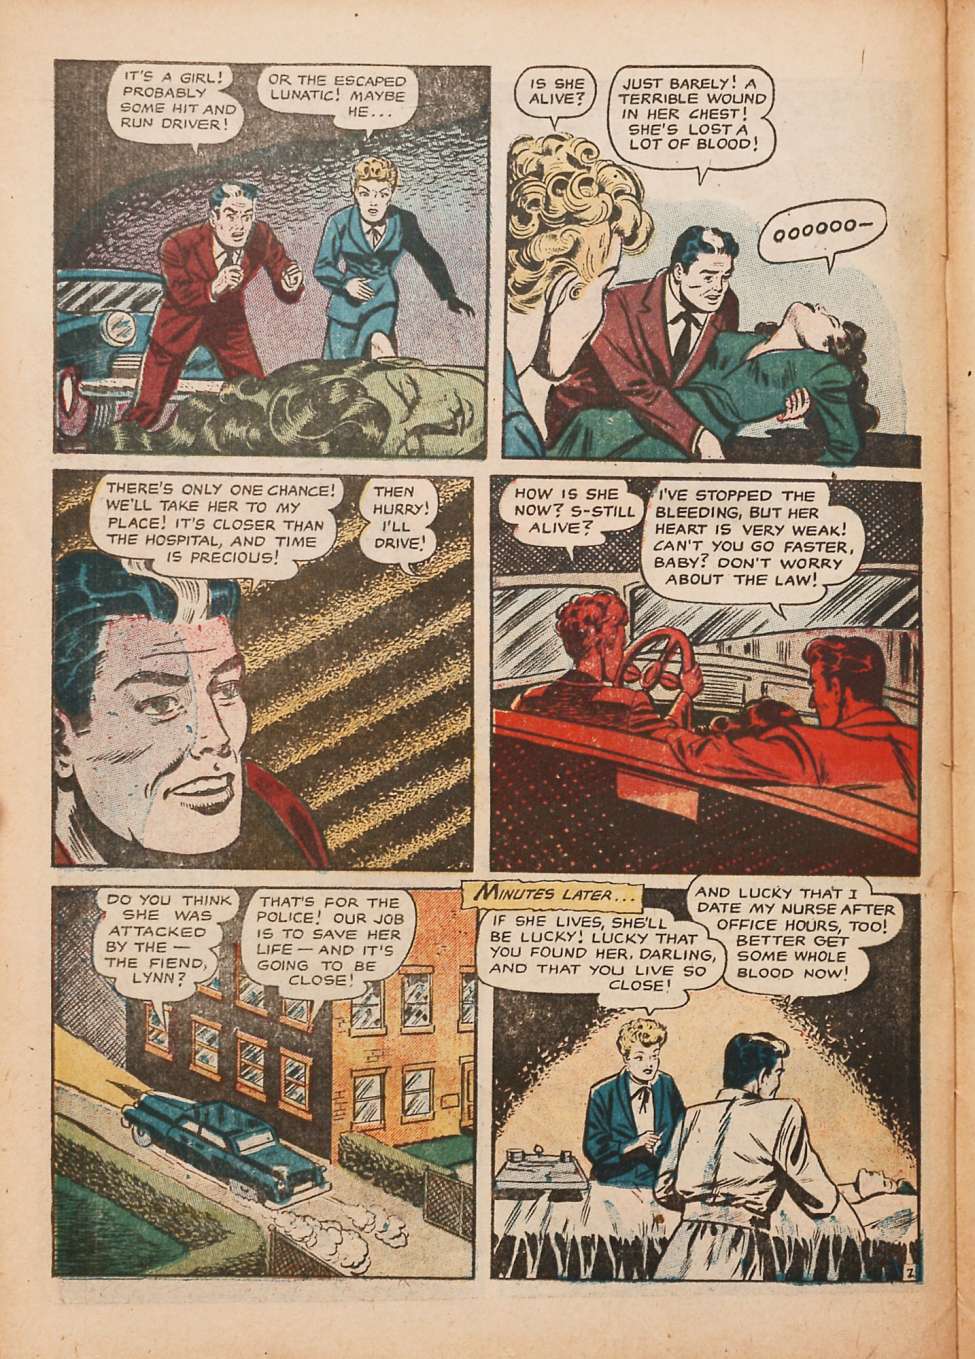 IT'S A GIRL!
PROBABLY
SOME HIT AND
RUN DRIVER!
OR THE ESCAPED
LUNATIC! MAYBE
HE...
IS SHE
ALIVE?
JUST BARELY! A
TERRIBLE WOUND
IN HER CHEST!
SHE'S LOST A
LOT OF BLOOD!
OOOOOO—
THERE'S ONLY ONE CHANCE!
WE'LL TAKE HER TO MY
PLACE! IT'S CLOSER THAN
THE HOSPITAL, AND TIME
IS PRECIOUS!
THEN
HURRY!
I'LL
DRIVE!
HOW IS SHE
NOW? S-STILL
ALIVE?
I'VE STOPPED THE
BLEEDING, BUT HER
HEART IS VERY WEAK!
CAN'T YOU GO FASTER,
BABY? DON'T WORRY
ABOUT THE LAW!
DO YOU THINK
SHE WAS
ATTACKED
BY THE —
THE FIEND,
LYNN?
THAT'S FOR THE
POLICE! OUR JOB
IS TO SAVE HER
LIFE — AND IT'S
GOING TO BE
CLOSE!
MINUTES LATER...
IF SHE LIVES, SHE'LL
BE LUCKY! LUCKY THAT
YOU FOUND HER, DARLING,
AND THAT YOU LIVE SO
CLOSE!
AND LUCKY THAT I
DATE MY NURSE AFTER
OFFICE HOURS, TOO!
BETTER GET
SOME WHOLE
BLOOD NOW!
2